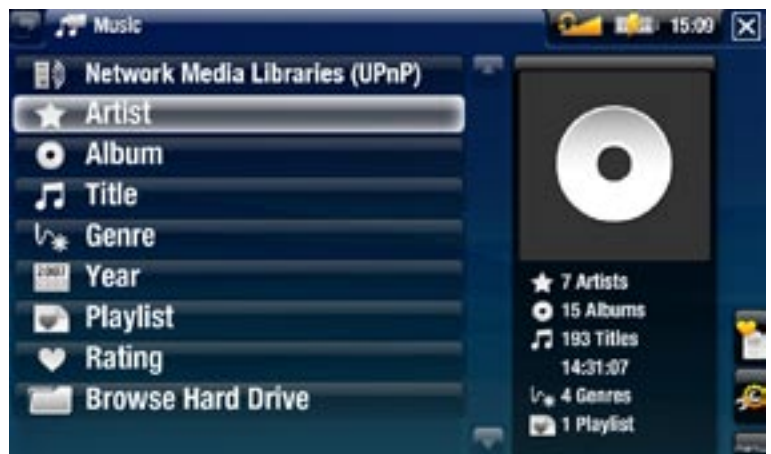 Music
15:09
Network Media Libraries (UPnP)
Artist
Album
Title
Genre
Year
Playlist
Rating
Browse Hard Drive
7 Artists
15 Albums
193 Titles
14:31:07
4 Genres
1 Playlist